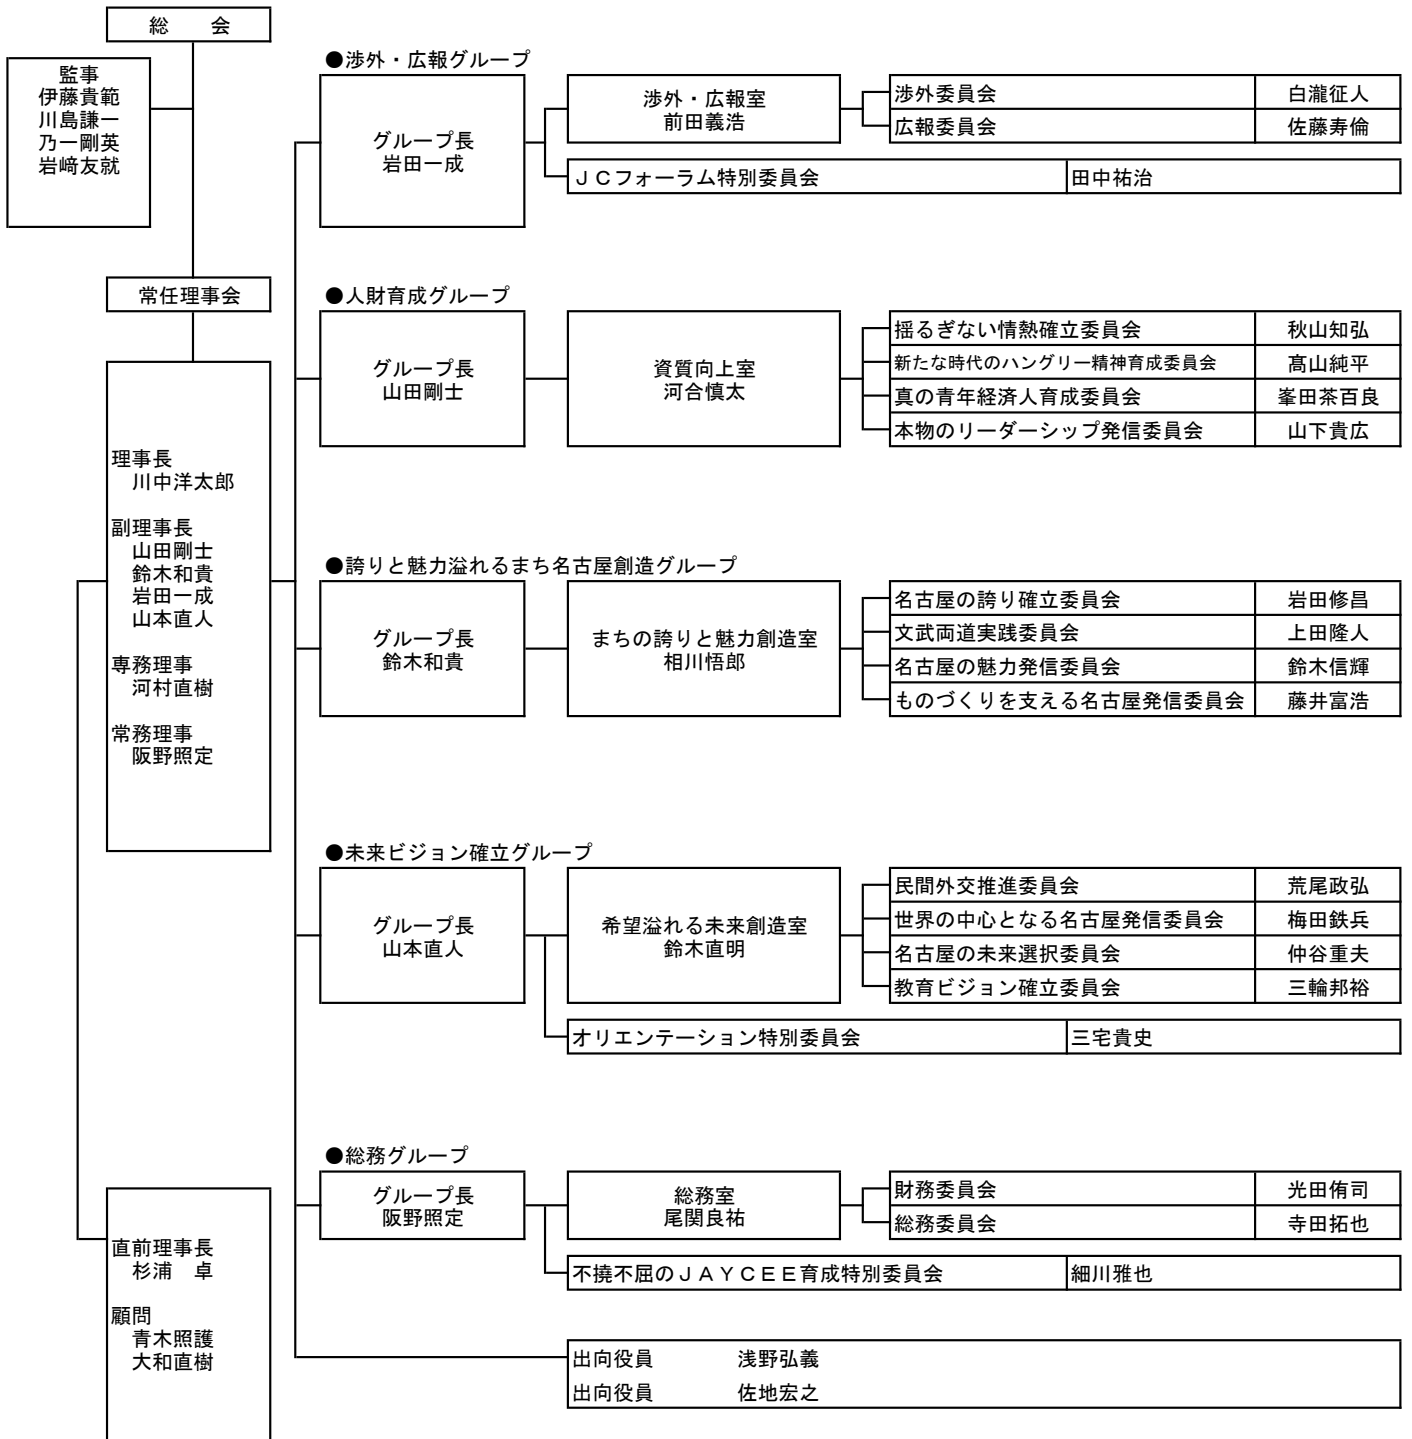 総　会
監事
伊藤貴範
川島謙一
乃一剛英
岩﨑友就
常任理事会
理事長
川中洋太郎
副理事長
山田剛士
鈴木和貴
岩田一成
山本直人
専務理事
河村直樹
常務理事
阪野照定
直前理事長
杉浦　卓
顧問
青木照護
大和直樹
●渉外・広報グループ
グループ長
岩田一成
渉外・広報室
前田義浩
渉外委員会　白瀧征人
広報委員会　佐藤寿倫
ＪＣフォーラム特別委員会　田中祐治
●人財育成グループ
グループ長
山田剛士
資質向上室
河合慎太
揺るぎない情熱確立委員会　秋山知弘
新たな時代のハングリー精神育成委員会　髙山純平
真の青年経済人育成委員会　峯田茶百良
本物のリーダーシップ発信委員会　山下貴広
●誇りと魅力溢れるまち名古屋創造グループ
グループ長
鈴木和貴
まちの誇りと魅力創造室
相川悟郎
名古屋の誇り確立委員会　岩田修昌
文武両道実践委員会　上田隆人
名古屋の魅力発信委員会　鈴木信輝
ものづくりを支える名古屋発信委員会　藤井富浩
●未来ビジョン確立グループ
グループ長
山本直人
希望溢れる未来創造室
鈴木直明
民間外交推進委員会　荒尾政弘
世界の中心となる名古屋発信委員会　梅田鉄兵
名古屋の未来選択委員会　仲谷重夫
教育ビジョン確立委員会　三輪邦裕
オリエンテーション特別委員会　三宅貴史
●総務グループ
グループ長
阪野照定
総務室
尾関良祐
財務委員会　光田侑司
総務委員会　寺田拓也
不撓不屈のＪＡＹＣＥＥ育成特別委員会　細川雅也
出向役員　浅野弘義
出向役員　佐地宏之